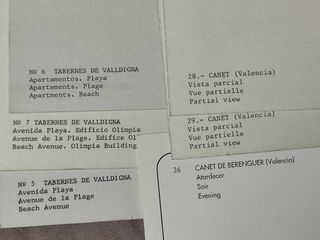 Nº 6 TABERNES DE VALLDIGNA
Apartamentos. Playa
Apartments. Plage
Apartments. Beach
Nº 7 TABERNES DE VALLDIGNA
Avenida Playa. Edificio Olimpia
Avenue de la Plage. Edifice Ol
Beach Avenue. Olimpia Building
Nº 5 TABERNES DE VALLDIGNA
Avenida Playa
Avenue de la Plage
Beach Avenue
28.- CANET (Valencia)
Vista parcial
Vue partielle
Partial view
29.- CANET (Valencia)
Vista parcial
Vue partielle
Partial view
36 CANET DE BERENGUER (Valencia)
Atardecer
Soir
Evening